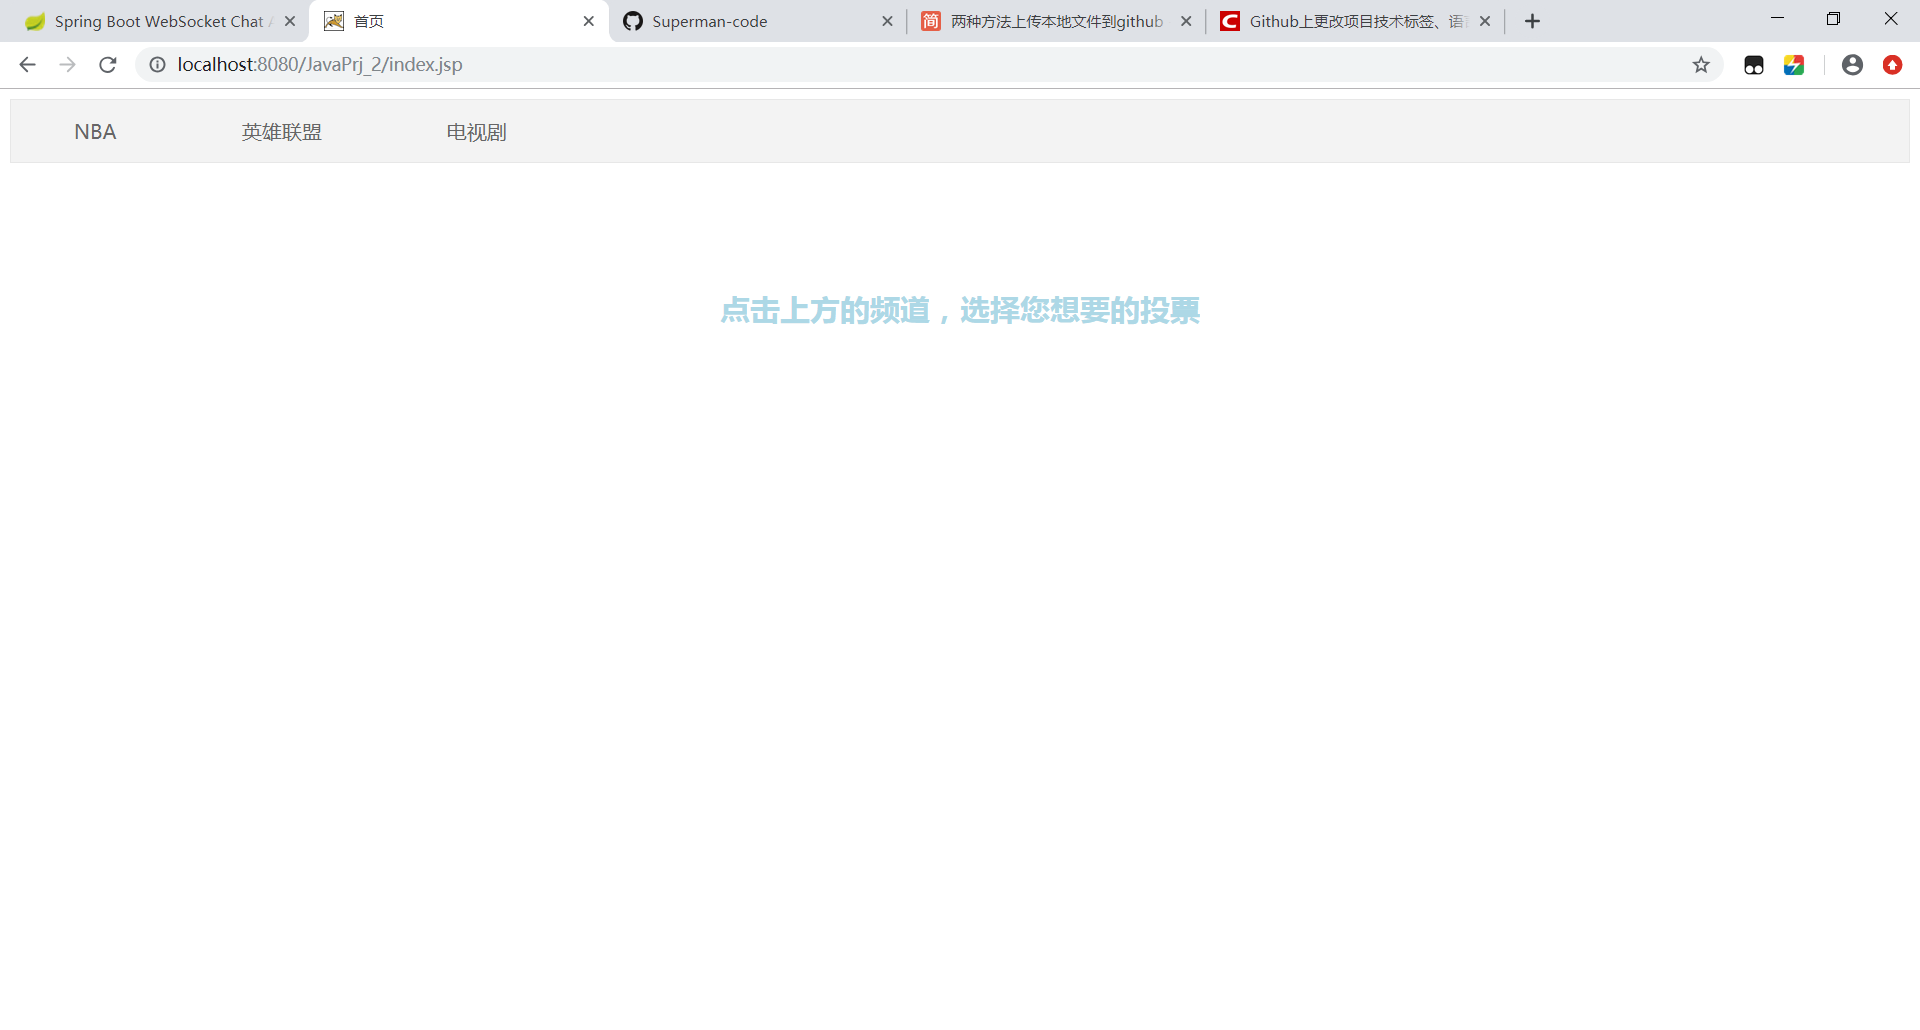 Spring Boot WebSocket Chat
首页
Superman-code
简
两种方法上传本地文件到github
C
Github上更改项目技术标签、语
localhost:8080/JavaPrj_2/index.jsp
NBA 英雄联盟 电视剧
点击上方的频道，选择您想要的投票